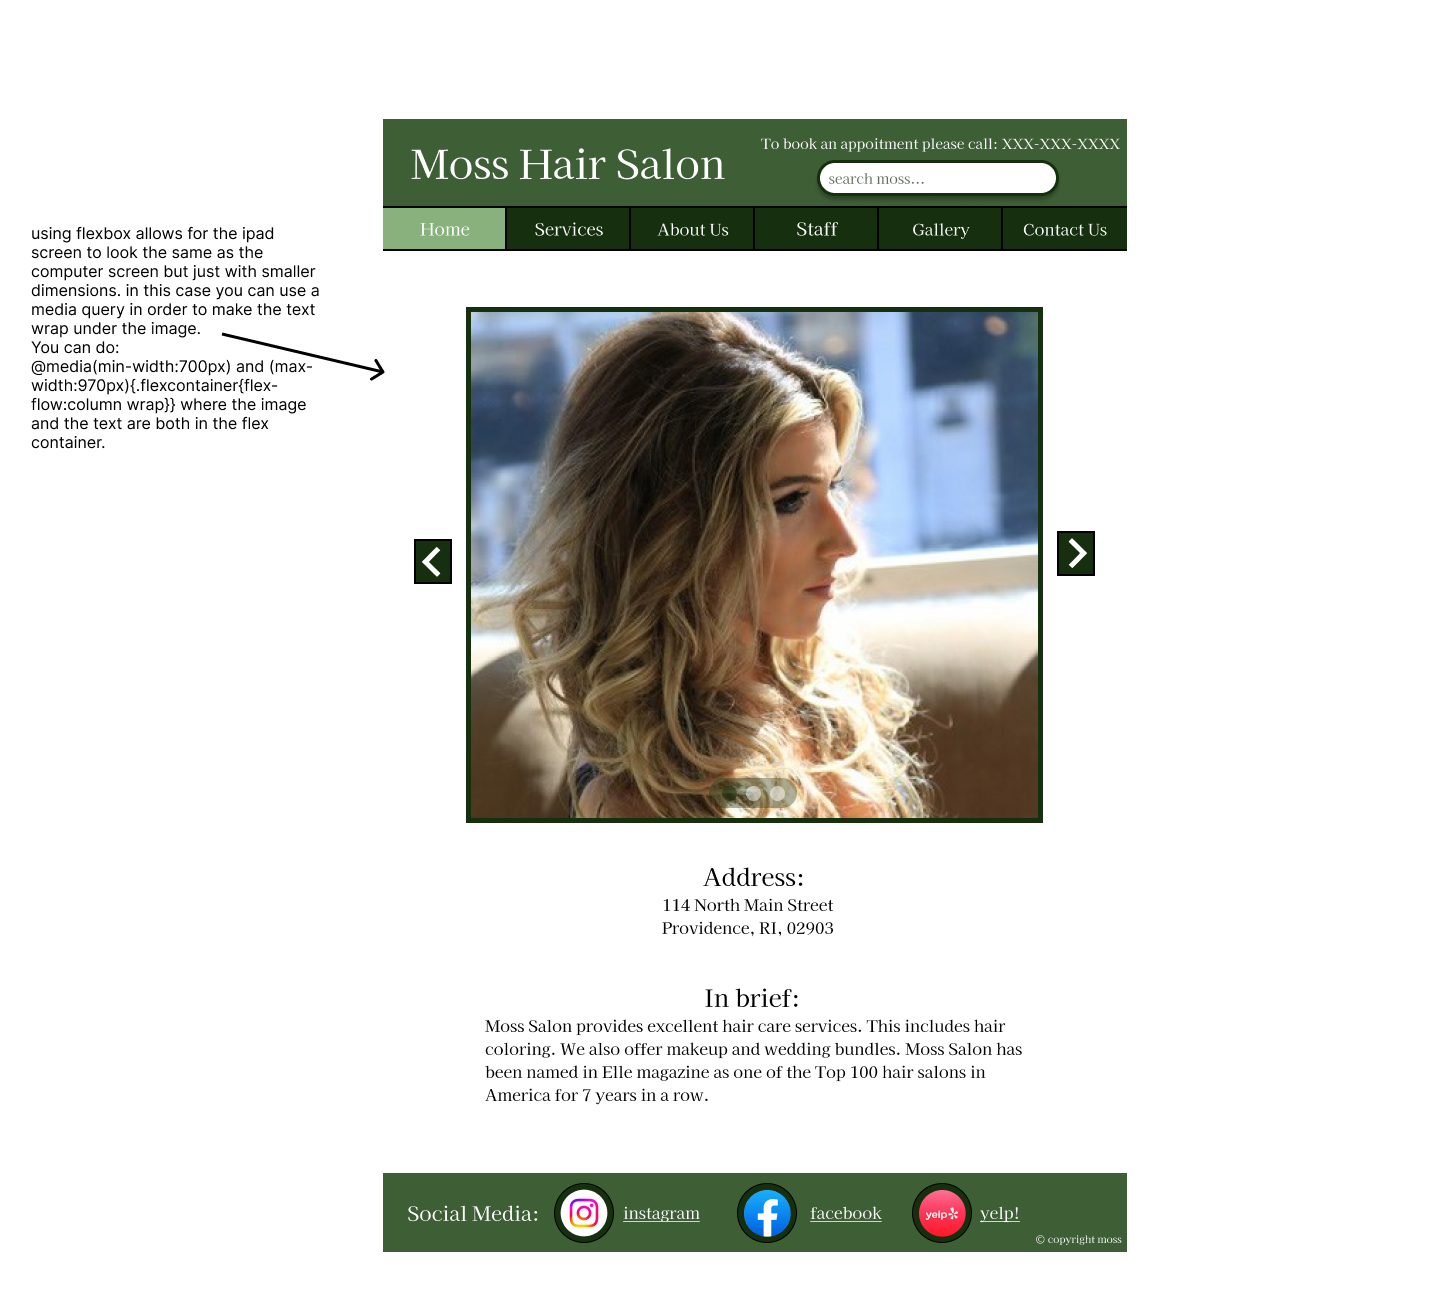 To book an appoitment please call: XXX-XXX-XXXX
Moss Hair Salon
search moss...
Home Services About Us Staff Gallery Contact Us
using flexbox allows for the ipad
screen to look the same as the
computer screen but just with smaller
dimensions. in this case you can use a
media query in order to make the text
wrap under the image.
You can do:
@media(min-width:700px) and (max-
width:970px){.flexcontainer{flex-
flow:column wrap}} where the image
and the text are both in the flex
container.
Address:
114 North Main Street
Providence, RI, 02903
In brief:
Moss Salon provides excellent hair care services. This includes hair
coloring. We also offer makeup and wedding bundles. Moss Salon has
been named in Elle magazine as one of the Top 100 hair salons in
America for 7 years in a row.
Social Media: instagram facebook yelp yelp!
© copyright moss